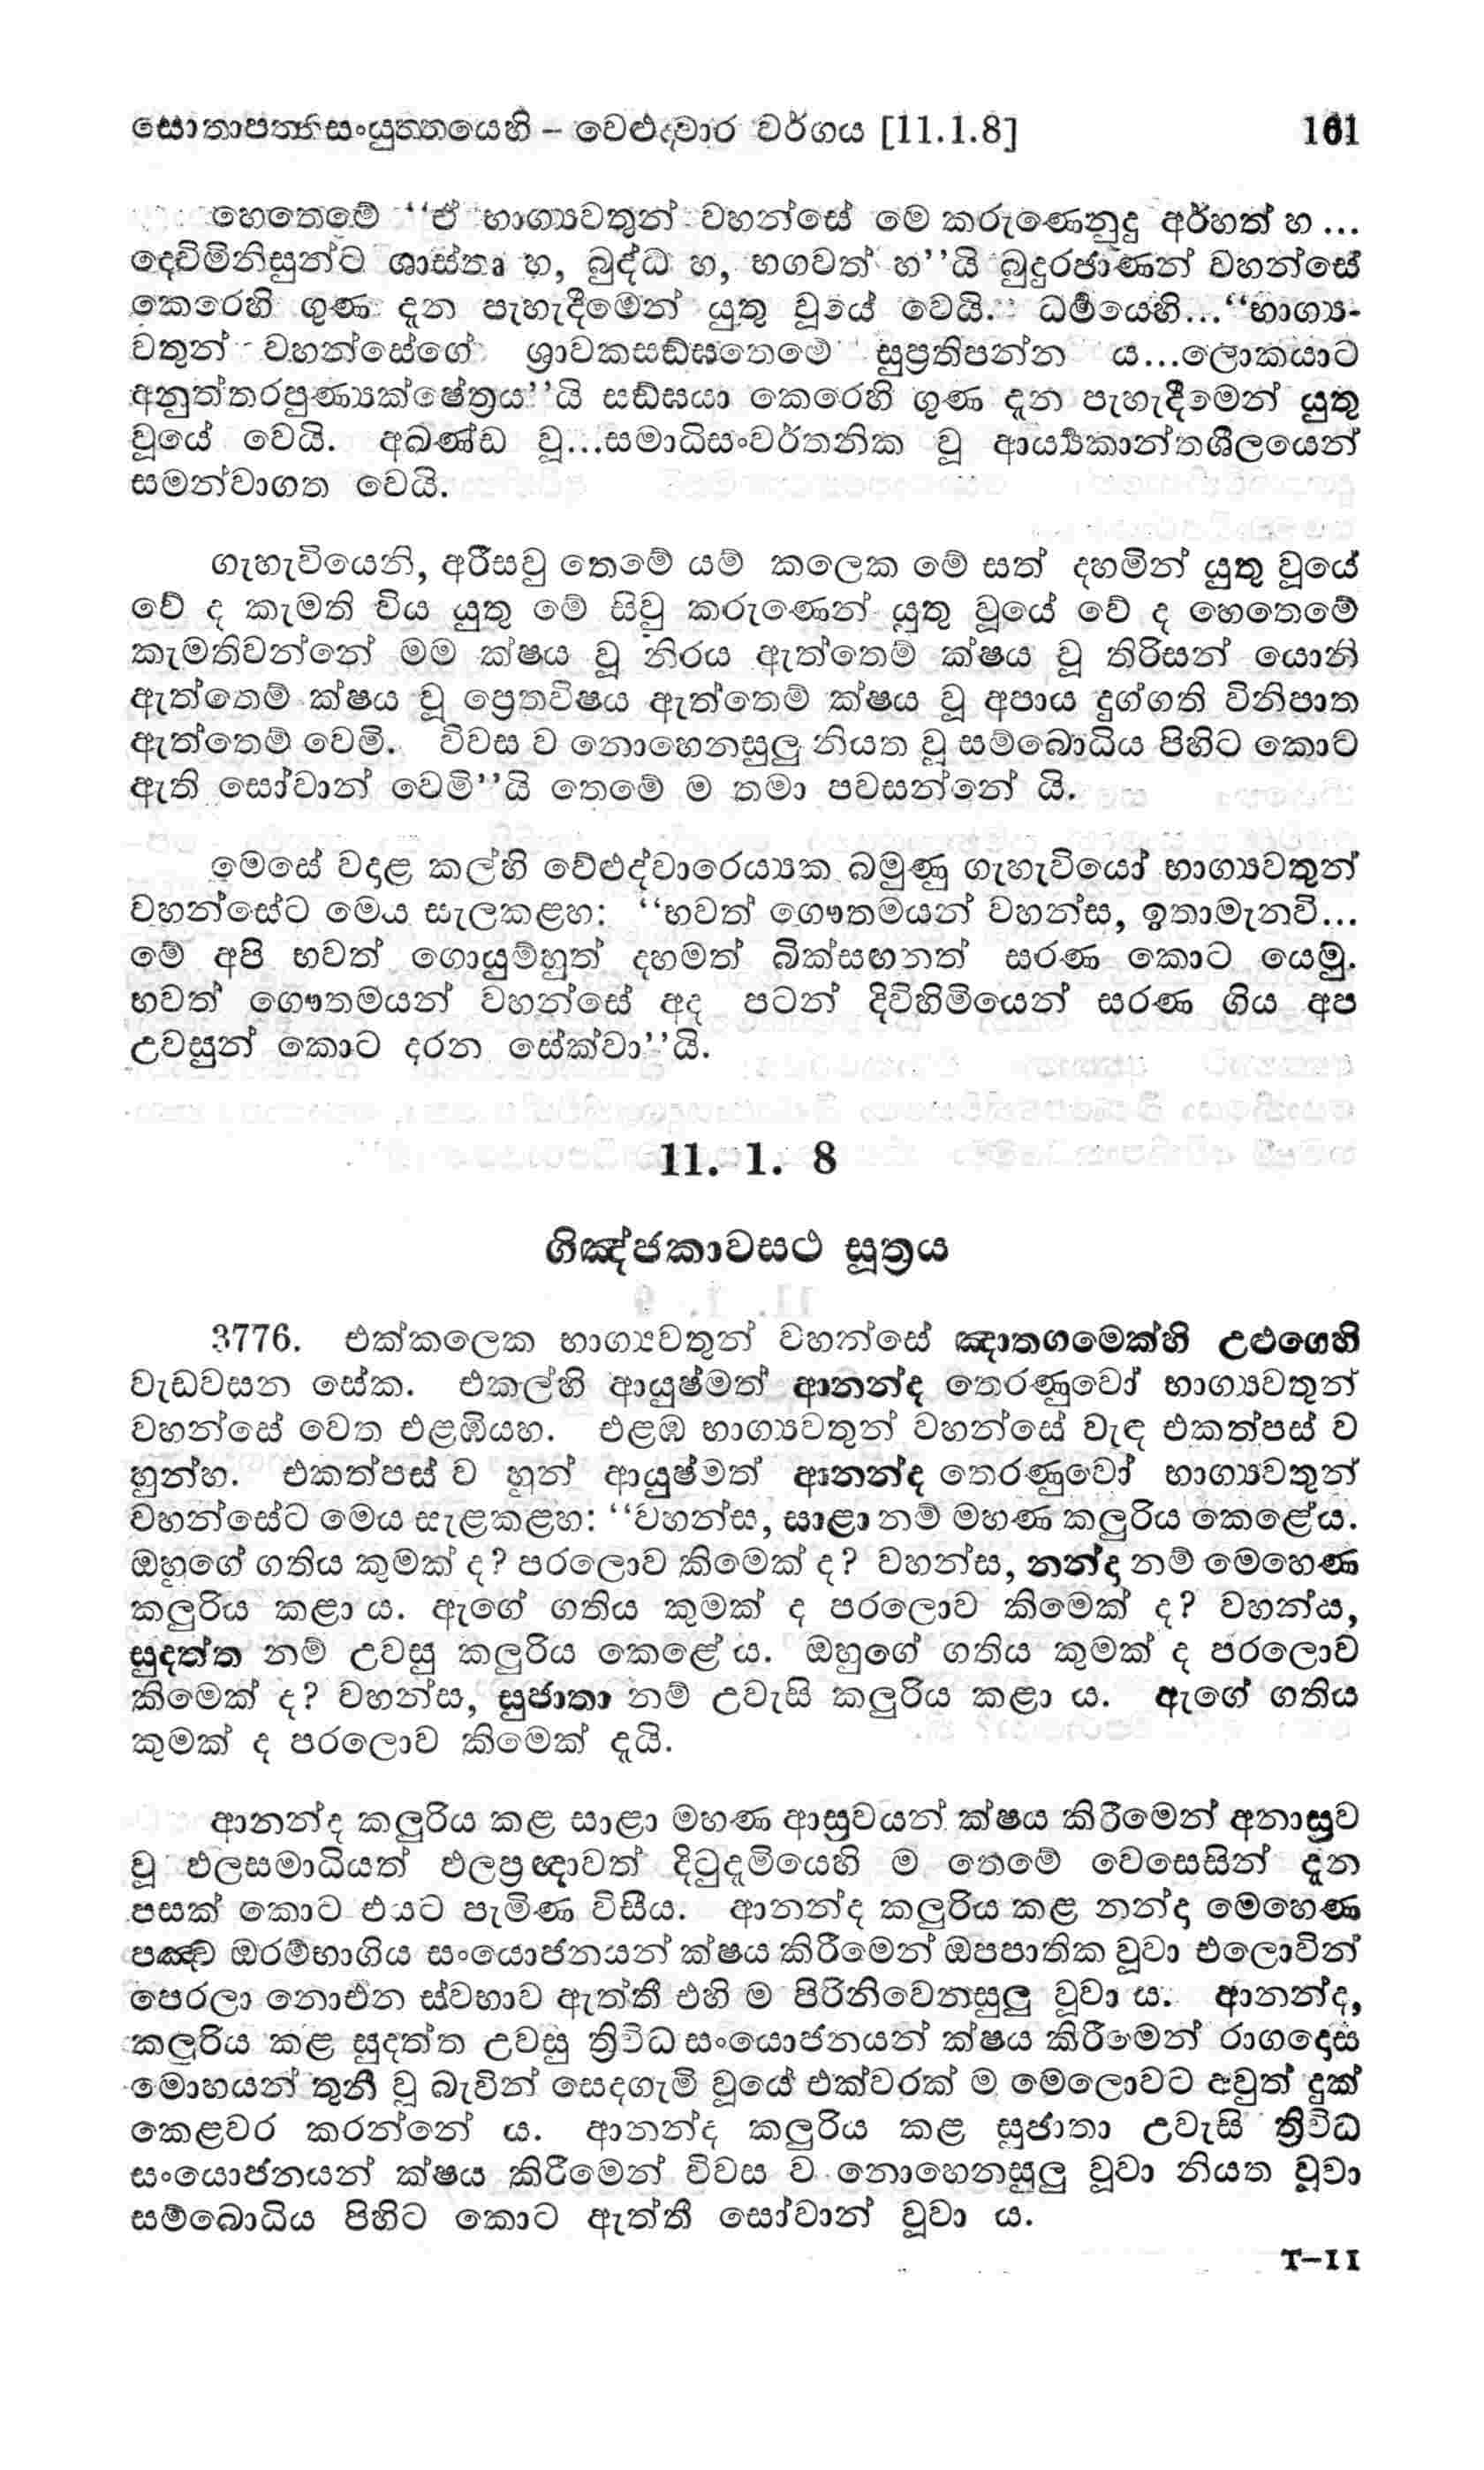 සොතාපත්තිසංයුත්තයෙහි – වෙළුද්වාර වර්ගය [11.1.8] 161
හෙතෙමේ ‘‘ඒ භාග්‍යවතුන් වහන්සේ මෙ කරුණෙනුදු අර්හත් හ ...
දෙව්මිනිසුන්ට ශාස්තෘ හ, බුද්ධ හ, භගවත් හ’’යි බුදුරජාණන් වහන්සේ
කෙරෙහි ගුණ දැන පැහැදීමෙන් යුතු වූයේ වෙයි. ධර්මයෙහි...‘‘භාග්‍ය-
වතුන් වහන්සේගේ ශ්‍රාවකසඞ්ඝතෙමේ සුප්‍රතිපන්න ය...ලොකයාට
අනුත්තරපුණ්‍යක්ෂේත්‍රය’’යි සඞ්ඝයා කෙරෙහි ගුණ දැන පැහැදීමෙන් යුතු
වූයේ වෙයි. අඛණ්ඩ වූ...සමාධිසංවර්තනික වූ ආර්‍ය්‍යකාන්තශීලයෙන්
සමන්වාගත වෙයි.
ගැහැවියෙනි, අරීසවු තෙමේ යම් කලෙක මේ සත් දහමින් යුතු වූයේ
වේ ද කැමති විය යුතු මේ සිවු කරුණෙන් යුතු වූයේ වේ ද හෙතෙමේ
කැමතිවන්නේ මම ක්ෂය වූ නිරය ඇත්තෙම් ක්ෂය වූ තිරිසන් යොනි
ඇත්තෙම් ක්ෂය වූ ප්‍රෙතවිෂය ඇත්තෙම් ක්ෂය වූ අපාය දුග්ගති විනිපාත
ඇත්තෙම් වෙමි. විවස ව නොහෙනසුලු නියත වූ සම්බොධිය පිහිට කොට
ඇති සෝවාන් වෙමි’’යි තෙමේ ම තමා පවසන්නේ යි.
මෙසේ වදාළ කල්හි වේළුද්වාරෙය්‍යක බමුණු ගැහැවියෝ භාග්‍යවතුන්
වහන්සේට මෙය සැලකළහ: ‘‘භවත් ගෞතමයන් වහන්ස, ඉතාමැනවි...
මේ අපි භවත් ගොයුම්හුත් දහමත් බික්සඟනත් සරණ කොට යෙමු.
භවත් ගෞතමයන් වහන්සේ අද පටන් දිවිහිමියෙන් සරණ ගිය අප
උවසුන් කොට දරන සේක්වා’’යි.
11. 1. 8
ගිඤ්ජකාවසථ සූත්‍රය
3776. එක්කලෙක භාග්‍යවතුන් වහන්සේ ඤාතගමෙක්හි උළුගෙහි
වැඩවසන සේක. එකල්හි ආයුෂ්මත් ආනන්ද තෙරණුවෝ භාග්‍යවතුන්
වහන්සේ වෙත එළඹියහ. එළඹ භාග්‍යවතුන් වහන්සේ වැඳ එකත්පස් ව
හුන්හ. එකත්පස් ව හුන් ආයුෂ්මත් ආනන්ද තෙරණුවෝ භාග්‍යවතුන්
වහන්සේට මෙය සැළකළහ: ‘‘වහන්ස, සාළා නම් මහණ කලුරිය කෙළේය.
ඔහුගේ ගතිය කුමක් ද? පරලොව කිමෙක් ද? වහන්ස, නන්දා නම් මෙහෙණ
කලුරිය කළා ය. ඇගේ ගතිය කුමක් ද පරලොව කිමෙක් ද? වහන්ස,
සුදත්ත නම් උවසු කලුරිය කෙළේ ය. ඔහුගේ ගතිය කුමක් ද පරලොව
කිමෙක් ද? වහන්ස, සුජාතා නම් උවැසි කලුරිය කළා ය. ඇගේ ගතිය
කුමක් ද පරලොව කිමෙක් දැයි.
ආනන්ද කලුරිය කළ සාළා මහණ ආස්‍රවයන් ක්ෂය කිරීමෙන් අනාස්‍රව
වූ ඵලසමාධියත් ඵලප්‍රඥාවත් දිටුදැමියෙහි ම තෙමේ වෙසෙසින් දැන
පසක් කොට එයට පැමිණ විසීය. ආනන්ද කලුරිය කළ නන්දා මෙහෙණ
පඤ්ච ඔරම්භාගිය සංයොජනයන් ක්ෂය කිරීමෙන් ඔපපාතික වූවා එලොවින්
පෙරලා නොඑන ස්වභාව ඇත්තී එහි ම පිරිනිවෙනසුලු වූවා ය. ආනන්ද,
කලුරිය කළ සුදත්ත උවසු ත්‍රිවිධ සංයොජනයන් ක්ෂය කිරීමෙන් රාගදොස
මොහයන් තුනී වූ බැවින් සෙදගැමි වූයේ එක්වරක් ම මෙලොවට අවුත් දුක්
කෙළවර කරන්නේ ය. ආනන්ද කලුරිය කළ සුජාතා උවැසි ත්‍රිවිධ
සංයොජනයන් ක්ෂය කිරීමෙන් විවස ව නොහෙනසුලු වූවා නියත වූවා
සම්බොධිය පිහිට කොට ඇත්තී සෝවාන් වූවා ය.
T–11